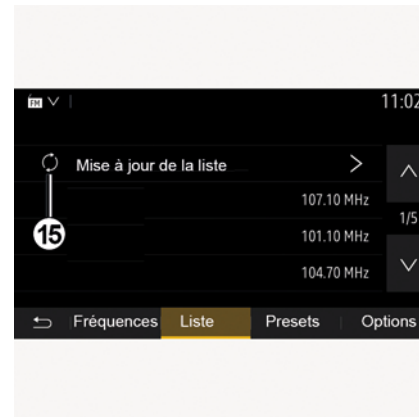 FM 11:02
Mise à jour de la liste
107.10 MHz
1/5
15
101.10 MHz
104.70 MHz
Fréquences Liste Presets Options